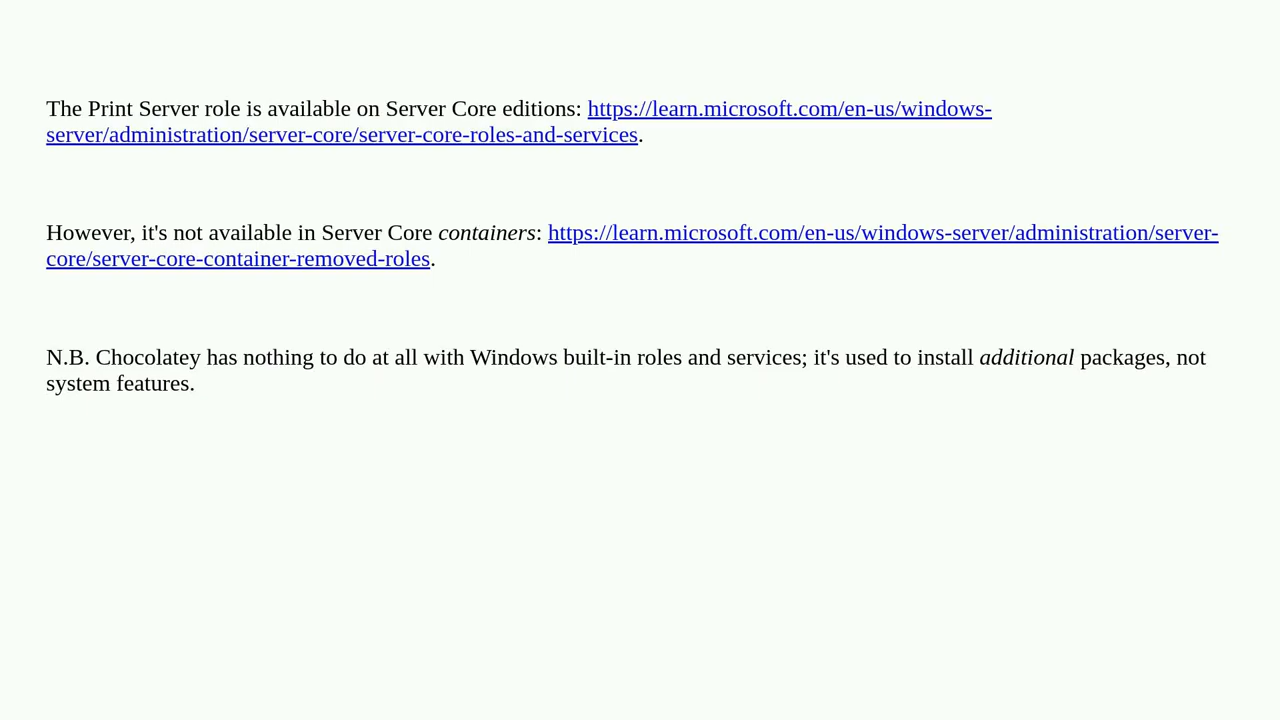 The Print Server role is available on Server Core editions: https://learn.microsoft.com/en-us/windows-
server/administration/server-core/server-core-roles-and-services.
However, it's not available in Server Core containers: https://learn.microsoft.com/en-us/windows-server/administration/server-
core/server-core-container-removed-roles.
N.B. Chocolatey has nothing to do at all with Windows built-in roles and services; it's used to install additional packages, not
system features.